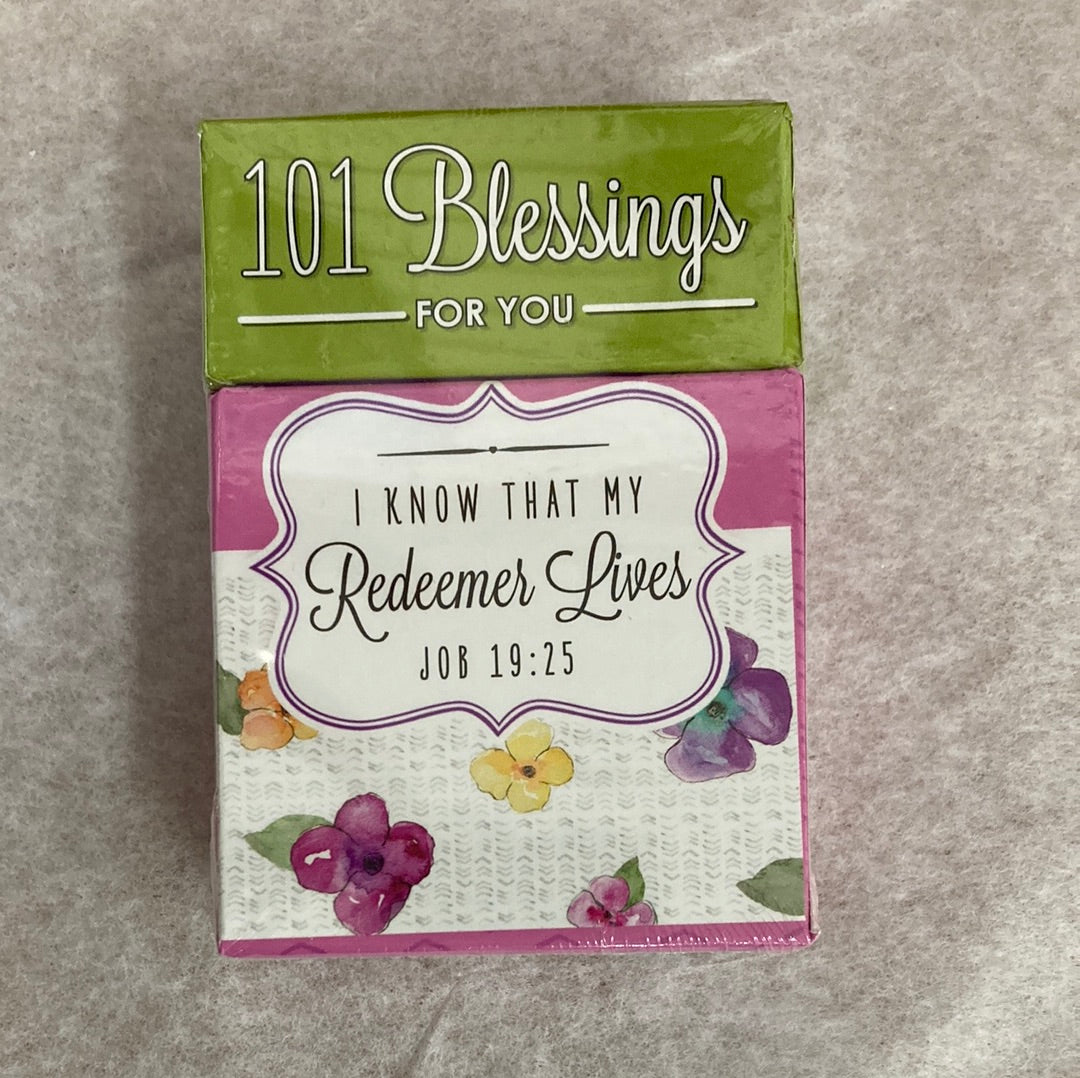 101 Blessings
FOR YOU
I KNOW THAT MY
Redeemer Lives
JOB 19:25